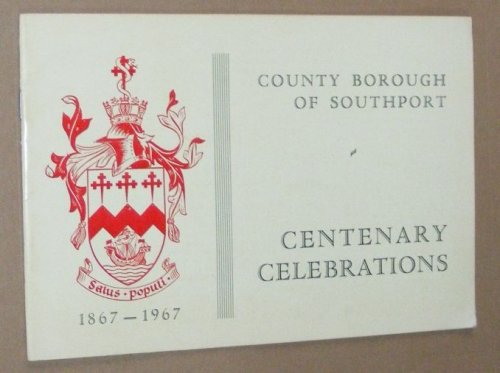 COUNTY BOROUGH
OF SOUTHPORT
CENTENARY
CELEBRATIONS
Salus · populi
1867 — 1967